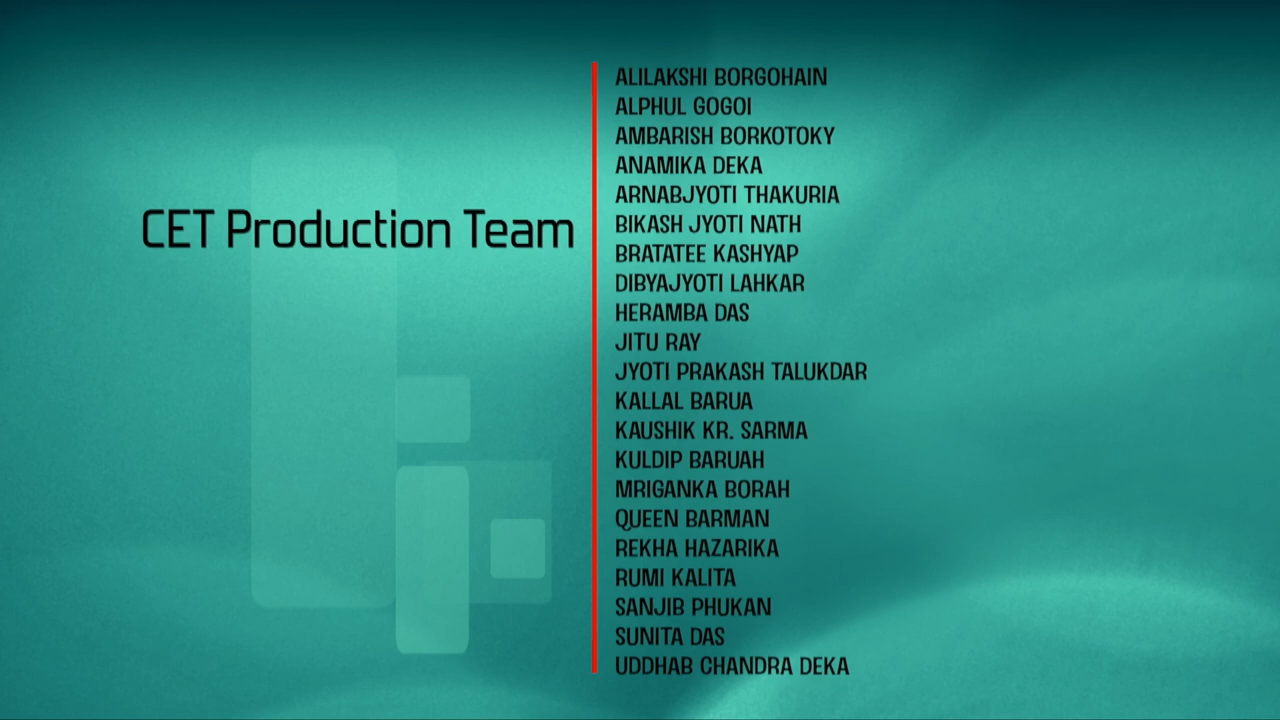 CET Production Team
ALILAKSHI BORGOHAIN
ALPHUL GOGOI
AMBARISH BORKOTOKY
ANAMIKA DEKA
ARNABJYOTI THAKURIA
BIKASH JYOTI NATH
BRATATEE KASHYAP
DIBYAJYOTI LAHKAR
HERAMBA DAS
JITU RAY
JYOTI PRAKASH TALUKDAR
KALLAL BARUA
KAUSHIK KR. SARMA
KULDIP BARUAH
MRIGANKA BORAH
QUEEN BARMAN
REKHA HAZARIKA
RUMI KALITA
SANJIB PHUKAN
SUNITA DAS
UDDHAB CHANDRA DEKA